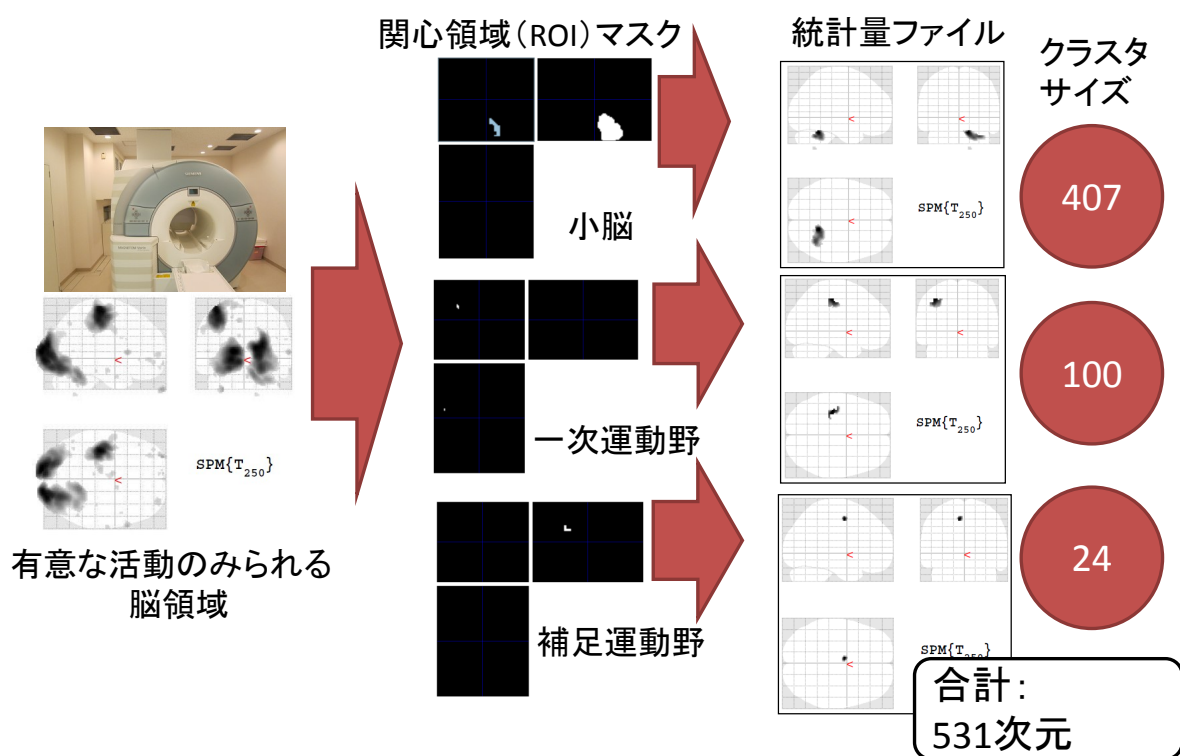 関心領域（ROI）マスク
統計量ファイル
クラスタ
サイズ
小脳
SPM{T250}
407
一次運動野
SPM{T250}
100
SPM{T250}
有意な活動のみられる
脳領域
補足運動野
SPM{T250}
24
合計：
531次元